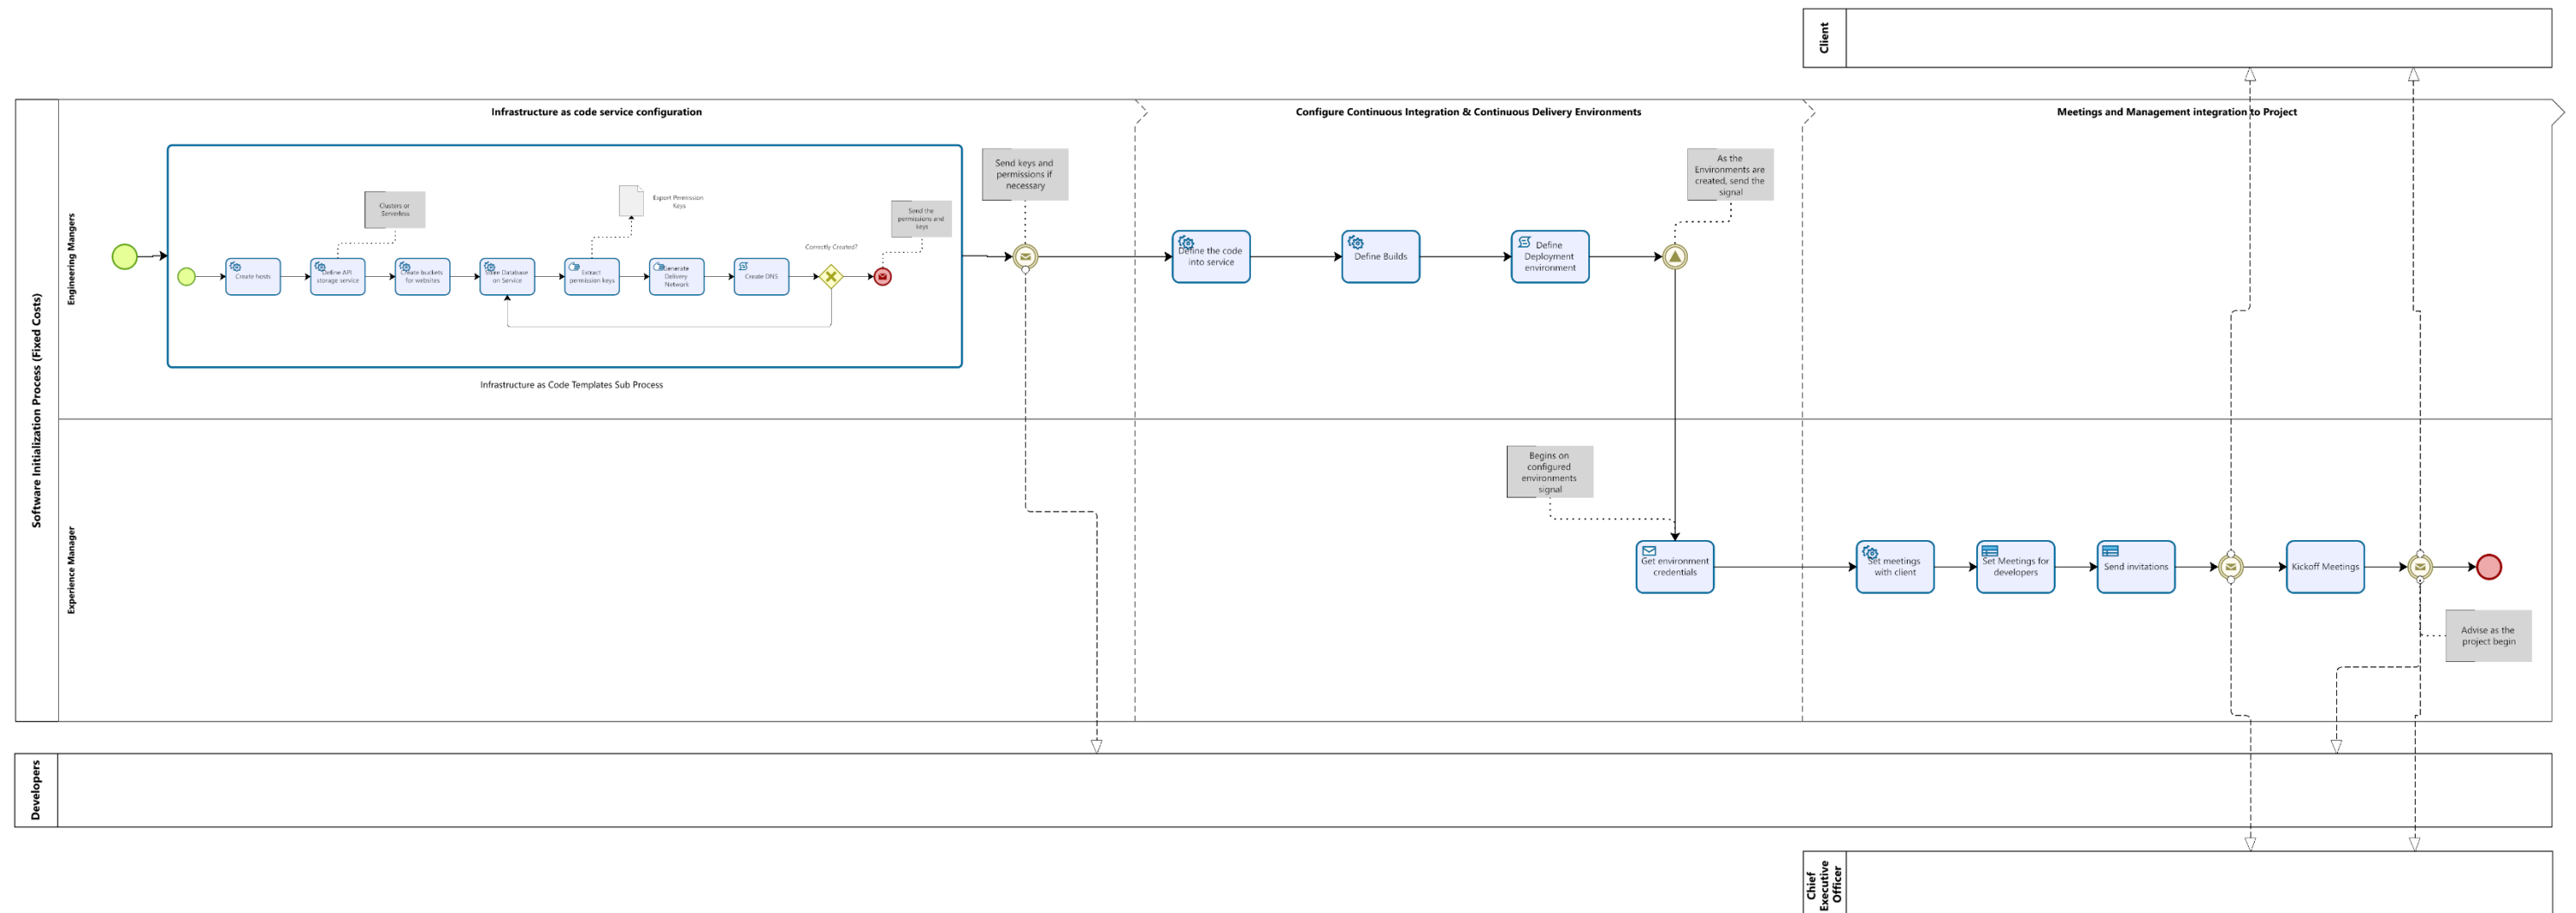 Client
Software Initialization Process (Fixed Costs)
Infrastructure as code service configuration
Configure Continuous Integration & Continuous Delivery Environments
Meetings and Management integration to Project
Engineering Mangers
Clusters or
Serverless
Export Permission
Keys
Send the
permissions and
keys
Correctly Created?
Create hosts
Define API
storage service
Create buckets
for websites
Database
on Service
Extract
permission keys
Generate
Delivery
Network
Create DNS
Infrastructure as Code Templates Sub Process
Send keys and
permissions if
necessary
Define the code
into service
Define Builds
Define
Deployment
environment
As the
Environments are
created, send the
signal
Experience Manager
Begins on
configured
environments
signal
Get environment
credentials
Set meetings
with client
Set Meetings for
developers
Send invitations
Kickoff Meetings
Advise as the
project begin
Developers
Chief
Executive
Officer